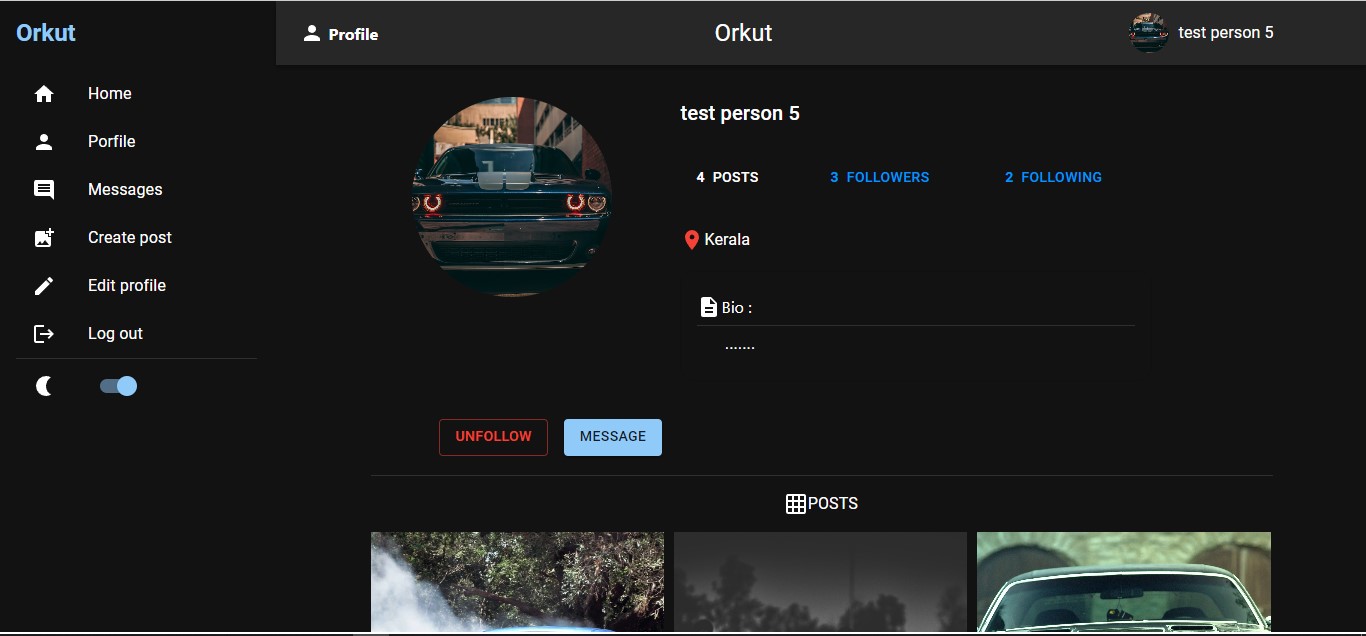 Orkut
Profile
Orkut
test person 5
Home
Porfile
Messages
Create post
Edit profile
Log out
test person 5
4 POSTS
3 FOLLOWERS
2 FOLLOWING
Kerala
Bio :
.......
UNFOLLOW
MESSAGE
POSTS